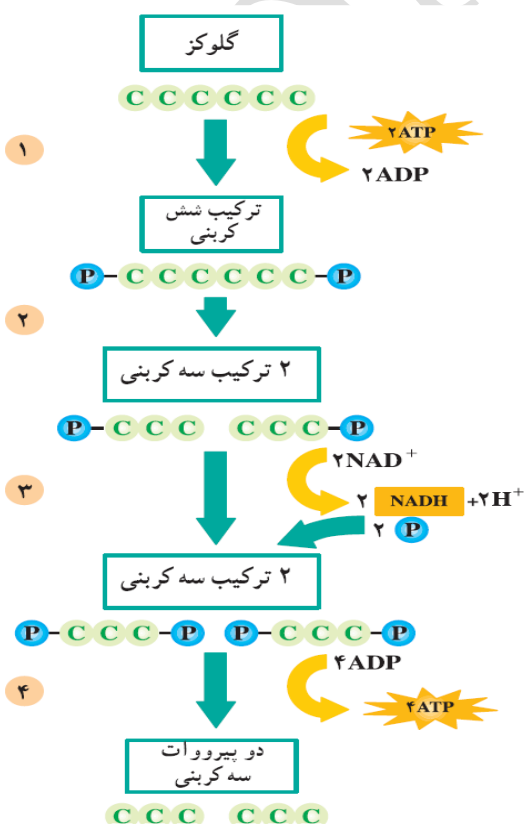 گلوکز
C C C C C C
۱
۲ATP
۲ADP
ترکیب شش
کربنی
P-C C C C C C-P
۲
۲ ترکیب سه کربنی
P-C C C C C C-P
۳
۲NAD+
۲ NADH +۲H+
۲ P
۲ ترکیب سه کربنی
P-C C C-P P-C C C-P
۴
۴ADP
۴ATP
دو پیرووات
سه کربنی
C C C C C C